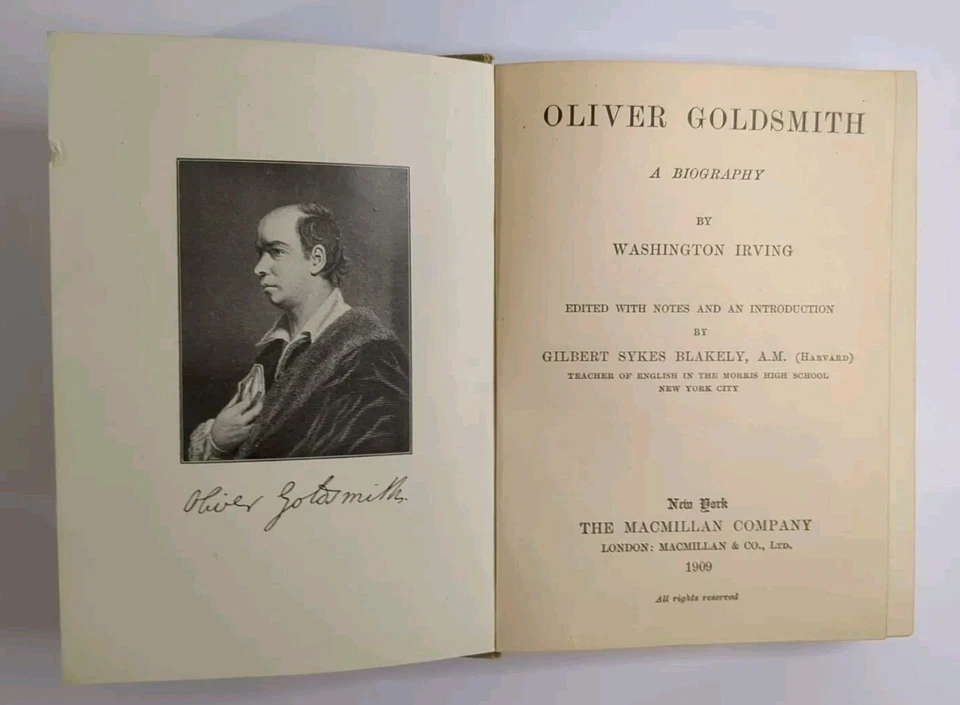 Oliver Goldsmith.
OLIVER GOLDSMITH
A BIOGRAPHY
BY
WASHINGTON IRVING
EDITED WITH NOTES AND AN INTRODUCTION
BY
GILBERT SYKES BLAKELY, A.M. (HARVARD)
TEACHER OF ENGLISH IN THE MORRIS HIGH SCHOOL
NEW YORK CITY
New York
THE MACMILLAN COMPANY
LONDON: MACMILLAN & CO., LTD.
1909
All rights reserved